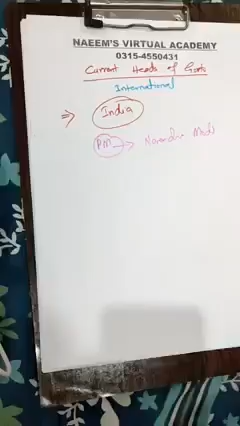 NAEEM'S VIRTUAL ACADEMY
0315-4550431
Current Heads of Govts
International
⇒ India
PM → Narendra Modi